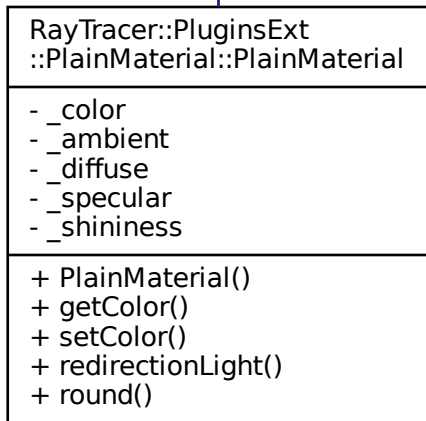 RayTracer::PluginsExt
::PlainMaterial::PlainMaterial
- _color
- _ambient
- _diffuse
- _specular
- _shininess
+ PlainMaterial()
+ getColor()
+ setColor()
+ redirectionLight()
+ round()